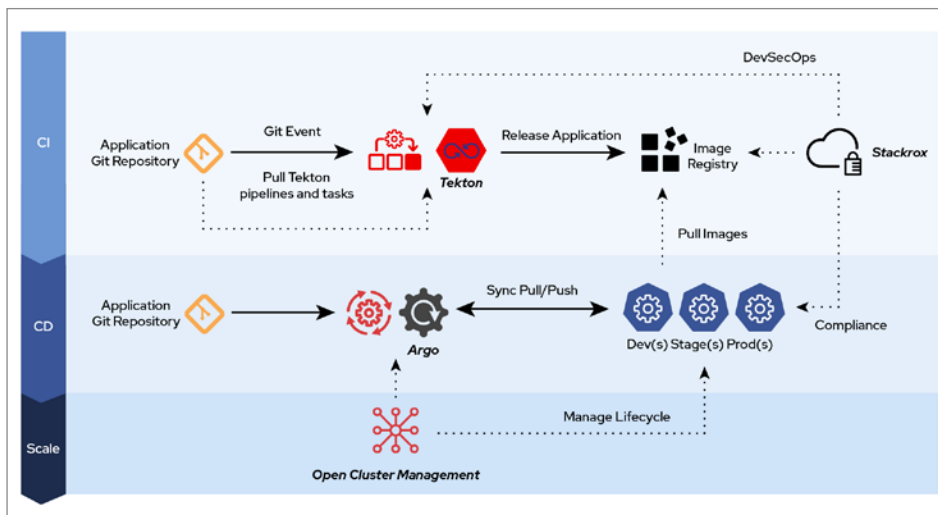 DevSecOps
CI
Application
Git Repository
Git Event
Pull Tekton
pipelines and tasks
Tekton
Release Application
Image
Registry
Stackrox
Pull Images
CD
Application
Git Repository
Argo
Sync Pull/Push
Dev(s) Stage(s) Prod(s)
Compliance
Scale
Manage Lifecycle
Open Cluster Management